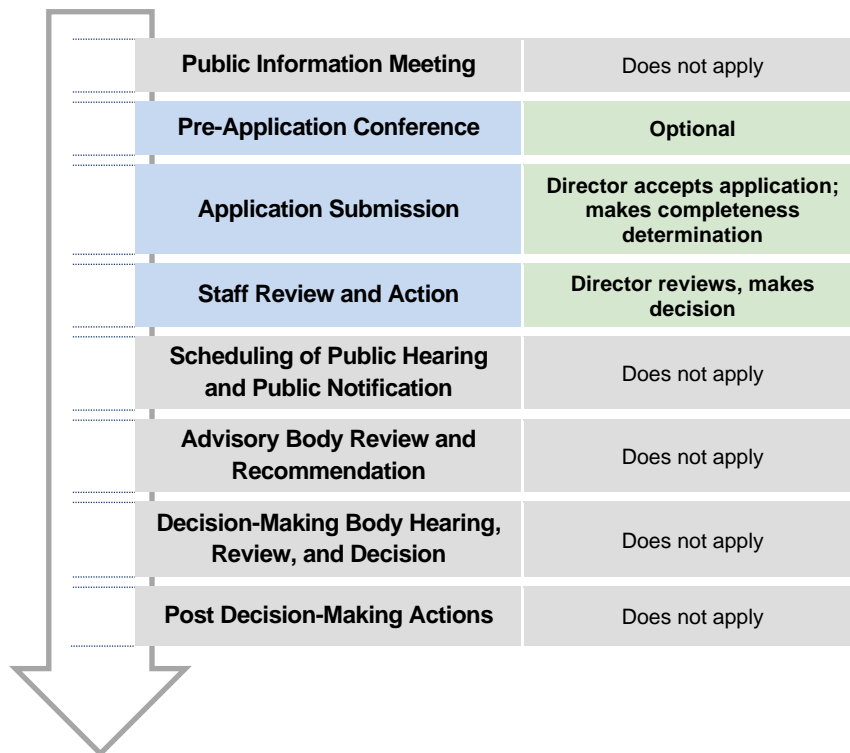 Public Information Meeting
Does not apply
Pre-Application Conference
Optional
Application Submission
Director accepts application;
makes completeness
determination
Staff Review and Action
Director reviews, makes
decision
Scheduling of Public Hearing
and Public Notification
Does not apply
Advisory Body Review and
Recommendation
Does not apply
Decision-Making Body Hearing,
Review, and Decision
Does not apply
Post Decision-Making Actions
Does not apply